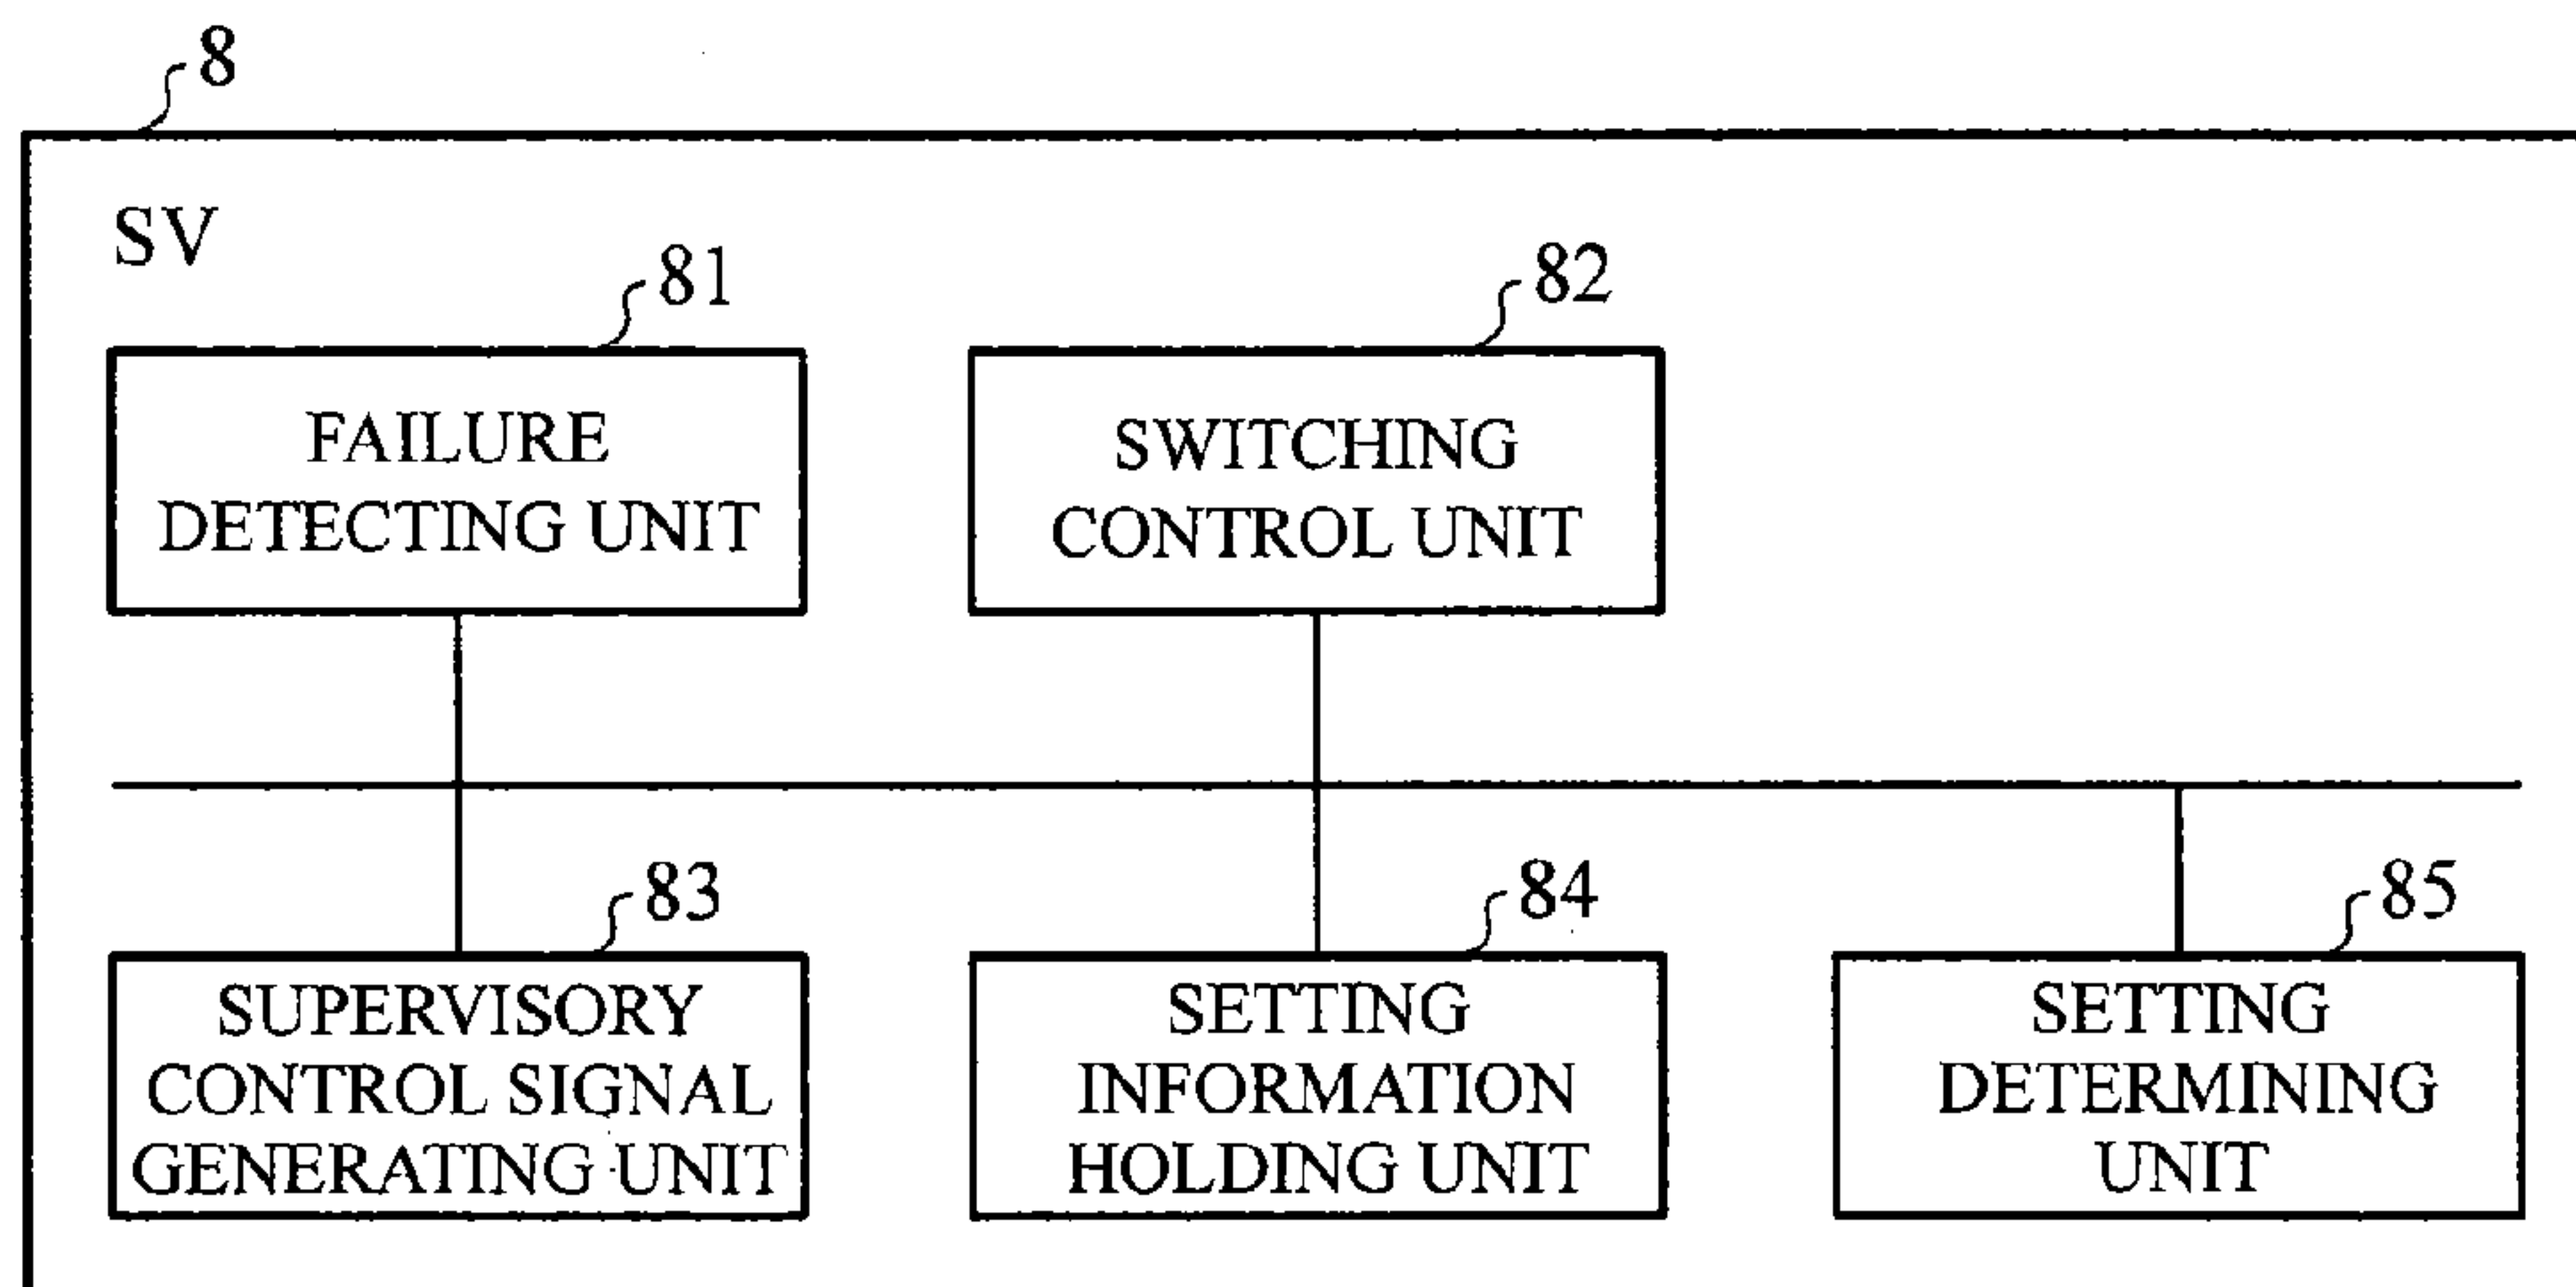 8
SV
81
82
FAILURE
DETECTING UNIT
SWITCHING
CONTROL UNIT
83
84
85
SUPERVISORY
CONTROL SIGNAL
GENERATING UNIT
SETTING
INFORMATION
HOLDING UNIT
SETTING
DETERMINING
UNIT